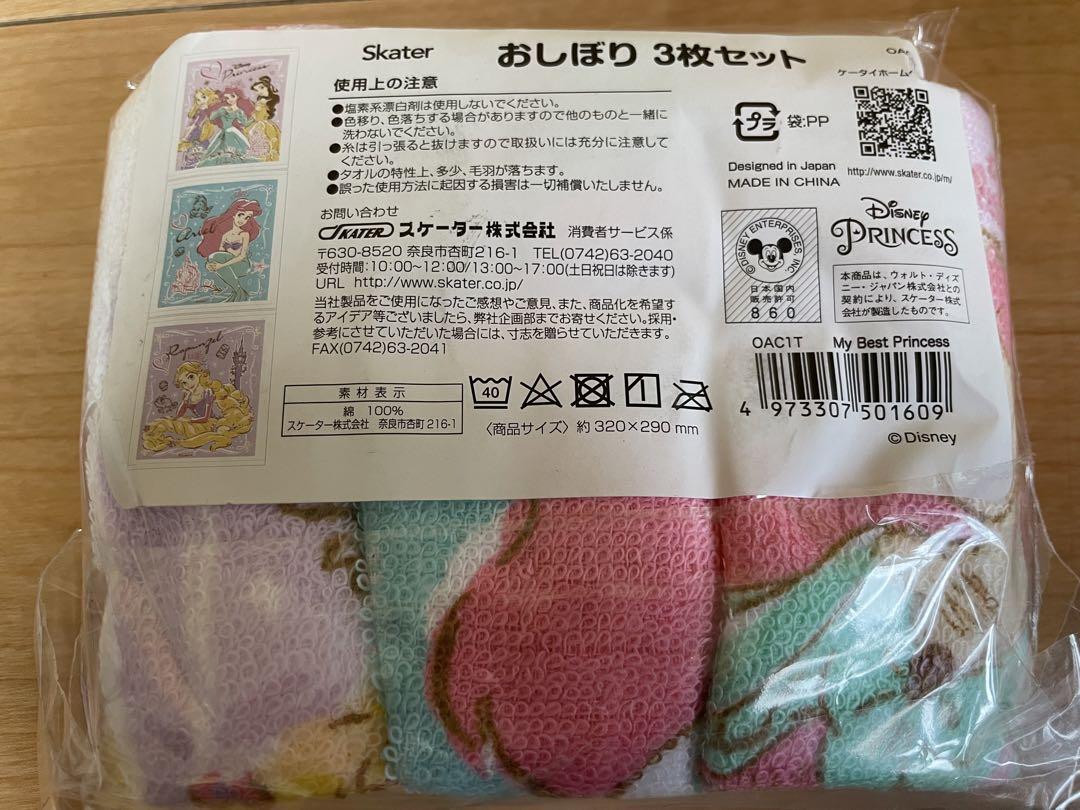 Skater
おしぼり 3枚セット
使用上の注意
●塩素系漂白剤は使用しないでください。
●色移り、色落ちする場合がありますので他のものと一緒に
洗わないでください。
●糸は引っ張ると抜けますので取扱いには充分に注意して
ください。
●タオルの特性上、多少、毛羽が落ちます。
●誤った使用方法に起因する損害は一切補償いたしません。
お問い合わせ
SKATER スケーター株式会社 消費者サービス係
〒630-8520 奈良市杏町216-1 TEL(0742)63-2040
受付時間:10:00~12:00/13:00~17:00(土日祝日は除きます)
URL http://www.skater.co.jp/
当社製品をご使用になったご感想やご意見、また、商品化を希望す
るアイデア等ございましたら、弊社企画部までお寄せください。採用・
参考にさせていただいた場合には、寸志を贈らせていただきます。
FAX(0742)63-2041
素材表示
綿 100%
スケーター株式会社 奈良市杏町216-1
40
1
〈商品サイズ〉約320×290mm
ケータイホーム
プラ 袋:PP
Designed in Japan
MADE IN CHINA
http://www.skater.co.jp/m/
©DISNEY ENTERPRISES, INC.
日本国内
販売許可
860
Disney
PRINCESS
本商品は、ウォルト・ディズ
ニー・ジャパン株式会社との
契約により、スケーター株式
会社が製造したものです。
OAC1T My Best Princess
4 973307 501609
©Disney
Disney
Princess
Ariel
Rapunzel